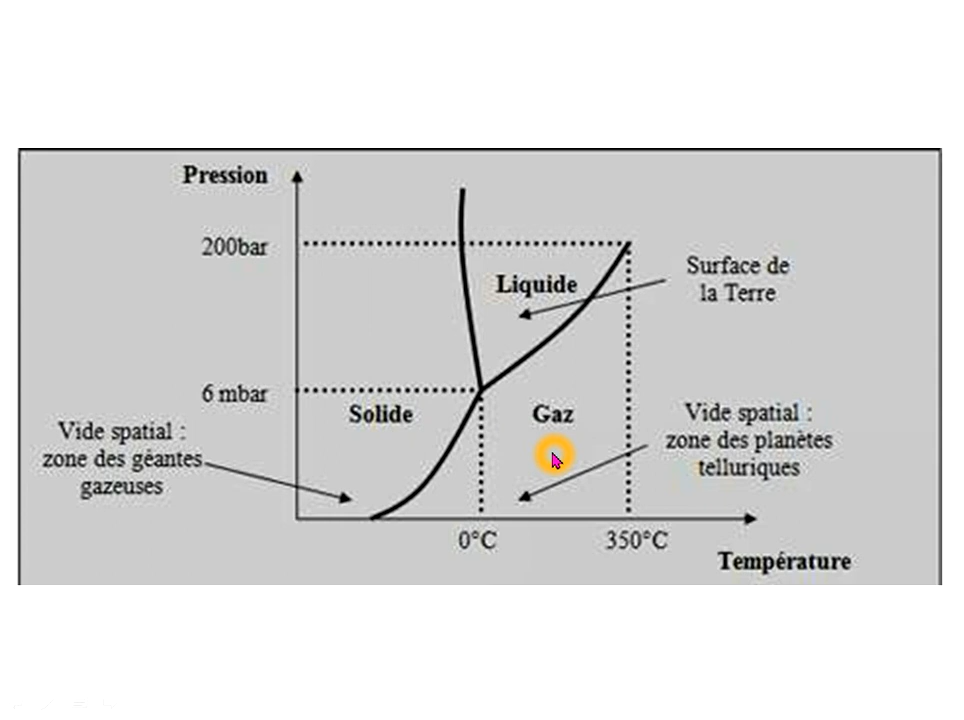 Pression
200bar
Liquide
Surface de
la Terre
6 mbar
Solide
Gaz
Vide spatial :
zone des géantes
gazeuses
Vide spatial :
zone des planètes
telluriques
0°C
350°C
Température